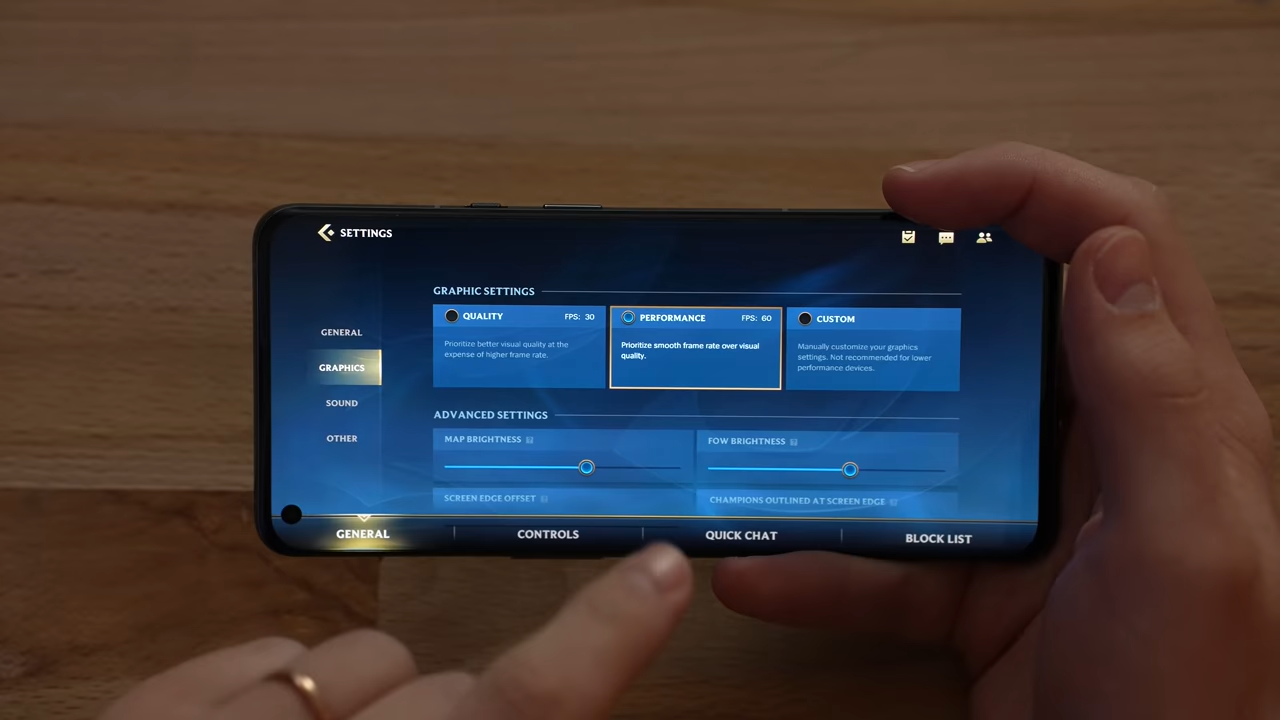 SETTINGS
GRAPHIC SETTINGS
GENERAL
GRAPHICS
SOUND
OTHER
QUALITY FPS: 30
Prioritize better visual quality at the
expense of higher frame rate.
PERFORMANCE FPS: 60
Prioritize smooth frame rate over visual
quality.
CUSTOM
Manually customize your graphics
settings. Not recommended for lower
performance devices.
ADVANCED SETTINGS
MAP BRIGHTNESS ?
FOW BRIGHTNESS ?
SCREEN EDGE OFFSET ?
CHAMPIONS OUTLINED AT SCREEN EDGE ?
GENERAL
CONTROLS
QUICK CHAT
BLOCK LIST